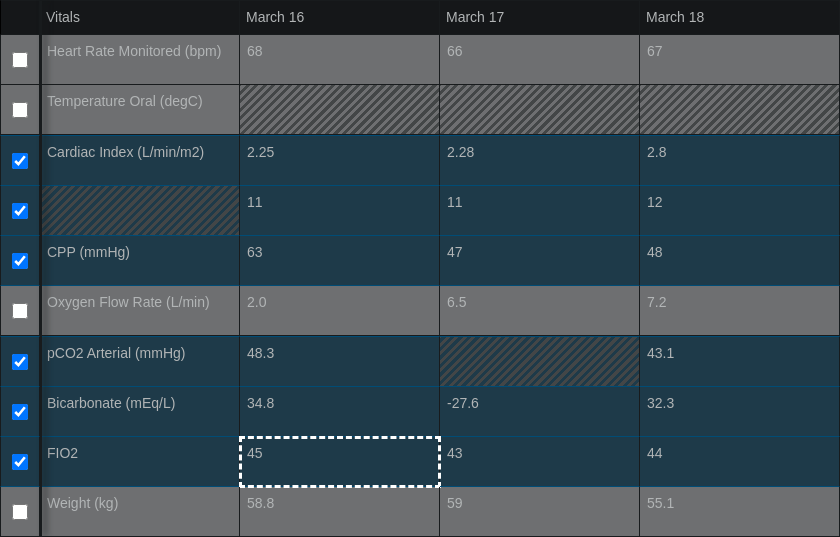 Vitals March 16 March 17 March 18
Heart Rate Monitored (bpm) 68 66 67
Temperature Oral (degC)
Cardiac Index (L/min/m2) 2.25 2.28 2.8
11 11 12
CPP (mmHg) 63 47 48
Oxygen Flow Rate (L/min) 2.0 6.5 7.2
pCO2 Arterial (mmHg) 48.3 43.1
Bicarbonate (mEq/L) 34.8 -27.6 32.3
FIO2 45 43 44
Weight (kg) 58.8 59 55.1